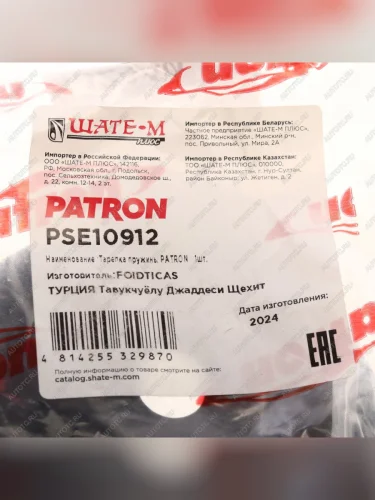 ШАТЕ-М
ПЛЮС
Импортер в Российской Федерации:
ООО «ШАТЕ-М ПЛЮС», 142116,
РФ, Московская обл., г. Подольск,
пос. Сельхозтехника, Домодедовское ш.,
д. 22, комн. 12-14, 2 эт.
Импортер в Республике Беларусь:
Частное предприятие «ШАТЕ-М ПЛЮС»,
223062, Минская обл., Минский р-н,
пос. Привольный, ул. Мира, 2А
Импортер в Республике Казахстан:
ТОО «ШАТЕ-М ПЛЮС», 010000,
Республика Казахстан, г. Нур-Султан,
район Байконыр, ул. Жетиген, д. 2
PATRON
PSE10912
Наименование Тарелка пружины, PATRON 1шт.
Изготовитель: FOIDTICAS
ТУРЦИЯ Тавукчуёлу Джаддеси Щехит
Дата изготовления:
2024
4 814255 329870
EAC
Полную информацию о товаре смотрите на сайте:
catalog.shate-m.com